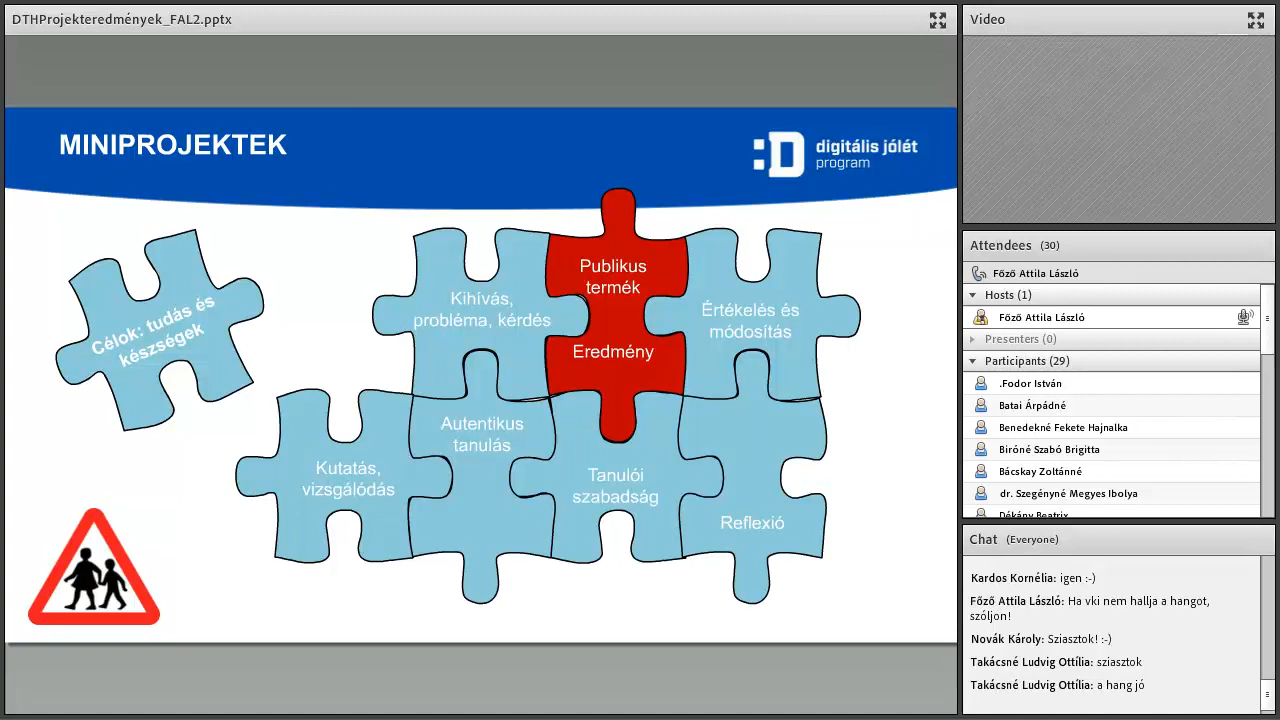 DTHProjekteredmények_FAL2.pptx
MINIPROJEKTEK
:D digitális jólét
program
Célok: tudás és
készségek
Kihívás,
probléma, kérdés
Publikus
termék
Eredmény
Értékelés és
módosítás
Kutatás,
vizsgálódás
Autentikus
tanulás
Tanulói
szabadság
Reflexió
Video
Attendees (30)
Főző Attila László
Hosts (1)
Főző Attila László
Presenters (0)
Participants (29)
.Fodor István
Batai Árpádné
Benedekné Fekete Hajnalka
Biróné Szabó Brigitta
Bácskay Zoltánné
dr. Szegényné Megyes Ibolya
Dékány Beatrix
Chat (Everyone)
Kardos Kornélia: igen :-)
Főző Attila László: Ha vki nem hallja a hangot,
szóljon!
Novák Károly: Sziasztok! :-)
Takácsné Ludvig Ottília: sziasztok
Takácsné Ludvig Ottília: a hang jó